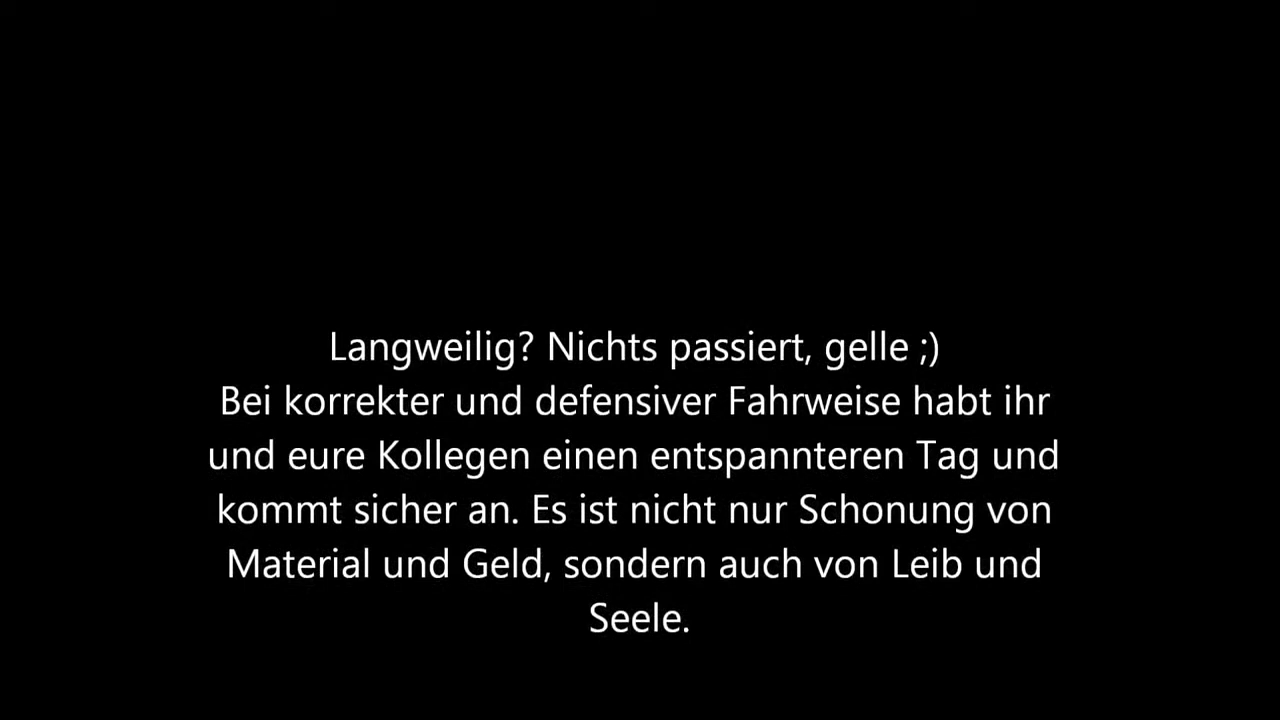 Langweilig? Nichts passiert, gelle ;)
Bei korrekter und defensiver Fahrweise habt ihr
und eure Kollegen einen entspannteren Tag und
kommt sicher an. Es ist nicht nur Schonung von
Material und Geld, sondern auch von Leib und
Seele.